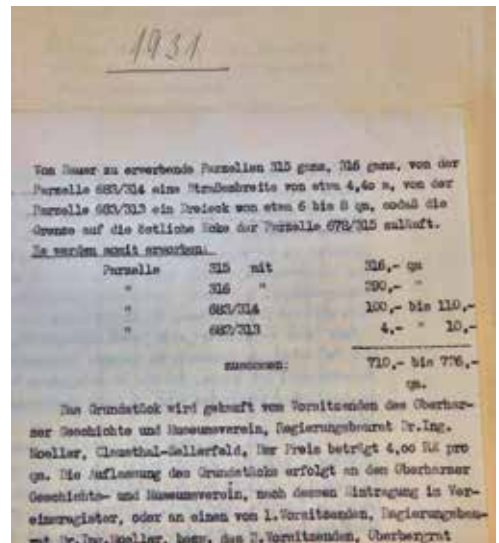 1931
Von Bauer zu erwerbende Parzellen 315 ganz, 316 ganz, von der
Parzelle 683/314 eine Straßenbreite von etwa 4,40 m, von der
Parzelle 683/313 ein Dreieck von etwa 6 bis 8 qm, sodaß die
Grenze auf die östliche Ecke der Parzelle 678/315 zuläuft.
Es werden somit erworben:
Parzelle 315 mit 316,- qm
" 316 " 290,- "
" 683/314 100,- bis 110,-
" 682/313 4,- " 10,-
zusammen: 710,- bis 726,-
qm.
Das Grundstück wird gekauft vom Vorsitzenden des Oberhar-
zer Geschichts und Museumsverein, Regierungsbaurat Dr.Ing.
Moeller, Clausthal-Zellerfeld, Der Preis beträgt 4,00 RM pro
qm. Die Auflassung des Grundstücks erfolgt an den Oberharzer
Geschichts- und Museumsverein, nach dessen Eintragung in Ver-
einsregister, oder an einen vom 1.Vorsitzenden, Regierungsbau-
rat Dr.Ing.Moeller, bezw. des 2.Vorsitzenden, Oberbergrat